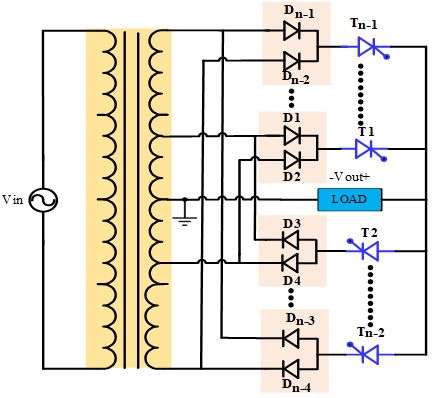 Dn-1
Tn-1
Dn-2
D1
T1
D2
-Vout+
Vin
LOAD
D3
T2
D4
Dn-3
Tn-2
Dn-4